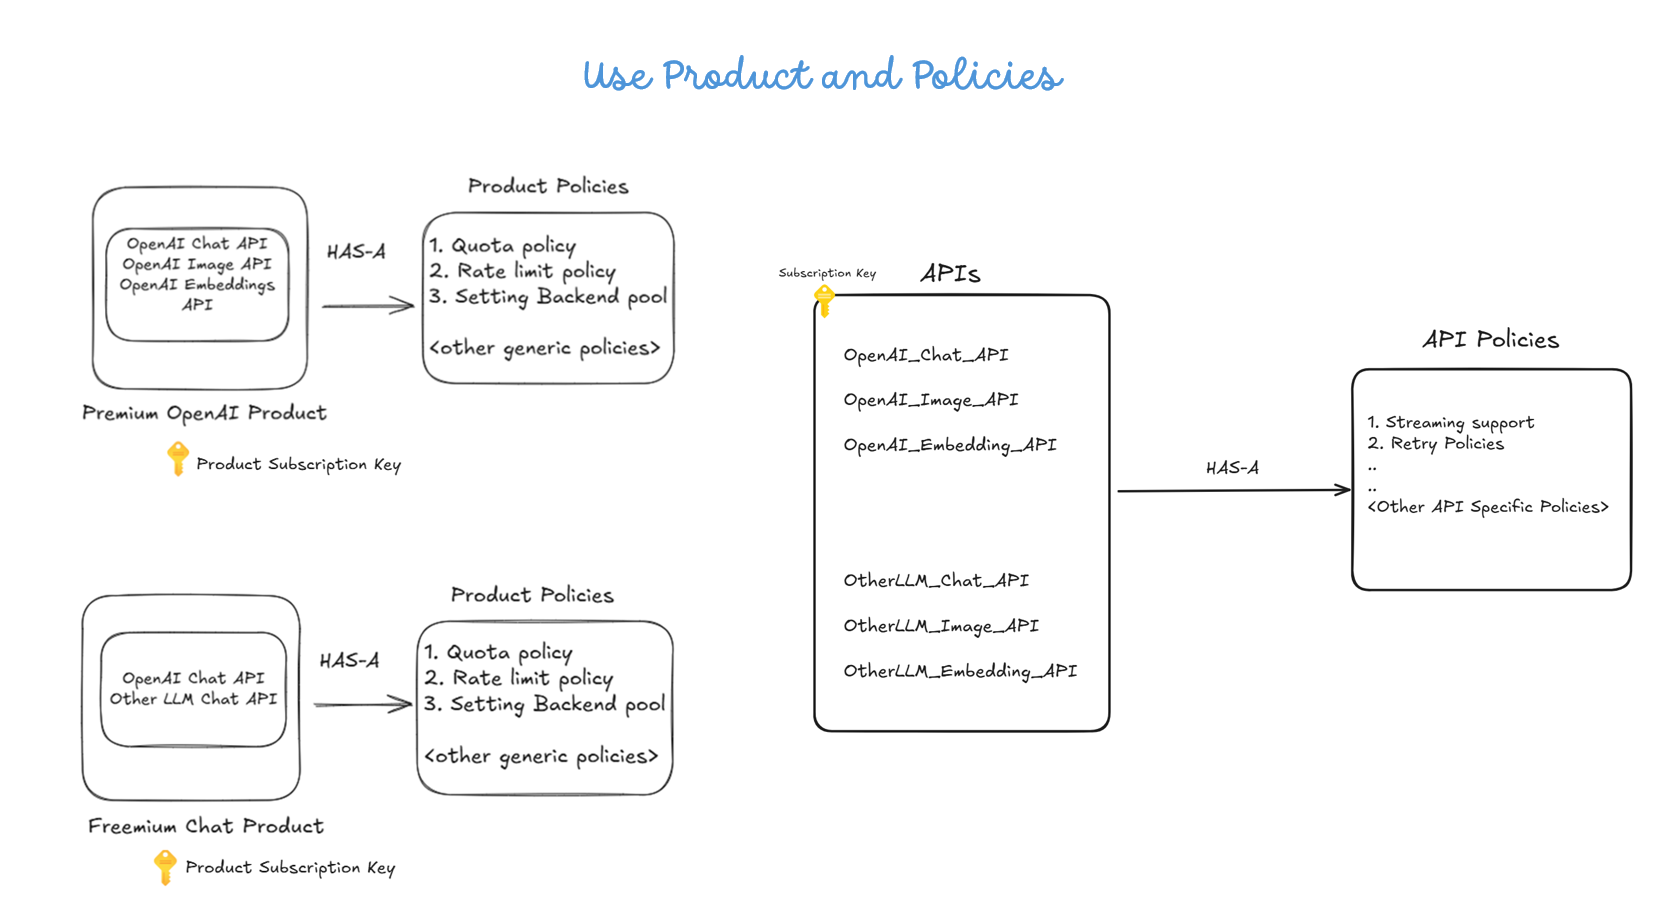 Use Product and Policies
Product Policies
OpenAI Chat API
OpenAI Image API
OpenAI Embeddings
API
HAS-A
1. Quota policy
2. Rate limit policy
3. Setting Backend pool
<other generic policies>
Premium OpenAI Product
Product Subscription Key
Product Policies
OpenAI Chat API
Other LLM Chat API
HAS-A
1. Quota policy
2. Rate limit policy
3. Setting Backend pool
<other generic policies>
Freemium Chat Product
Product Subscription Key
Subscription Key
APIs
OpenAI_Chat_API
OpenAI_Image_API
OpenAI_Embedding_API
OtherLLM_Chat_API
OtherLLM_Image_API
OtherLLM_Embedding_API
HAS-A
API Policies
1. Streaming support
2. Retry Policies
..
..
<Other API Specific Policies>